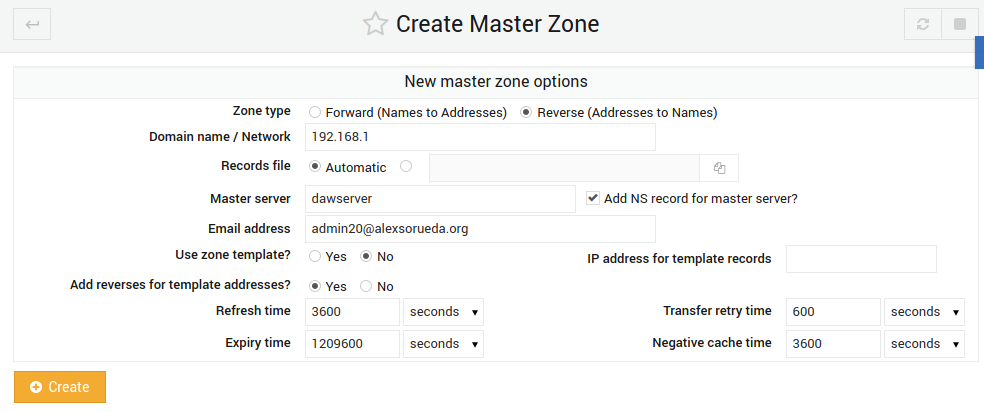 Create Master Zone
New master zone options
Zone type Forward (Names to Addresses) Reverse (Addresses to Names)
Domain name / Network 192.168.1
Records file Automatic
Master server dawserver Add NS record for master server?
Email address admin20@alexsorueda.org
Use zone template? Yes No IP address for template records
Add reverses for template addresses? Yes No
Refresh time 3600 seconds Transfer retry time 600 seconds
Expiry time 1209600 seconds Negative cache time 3600 seconds
Create